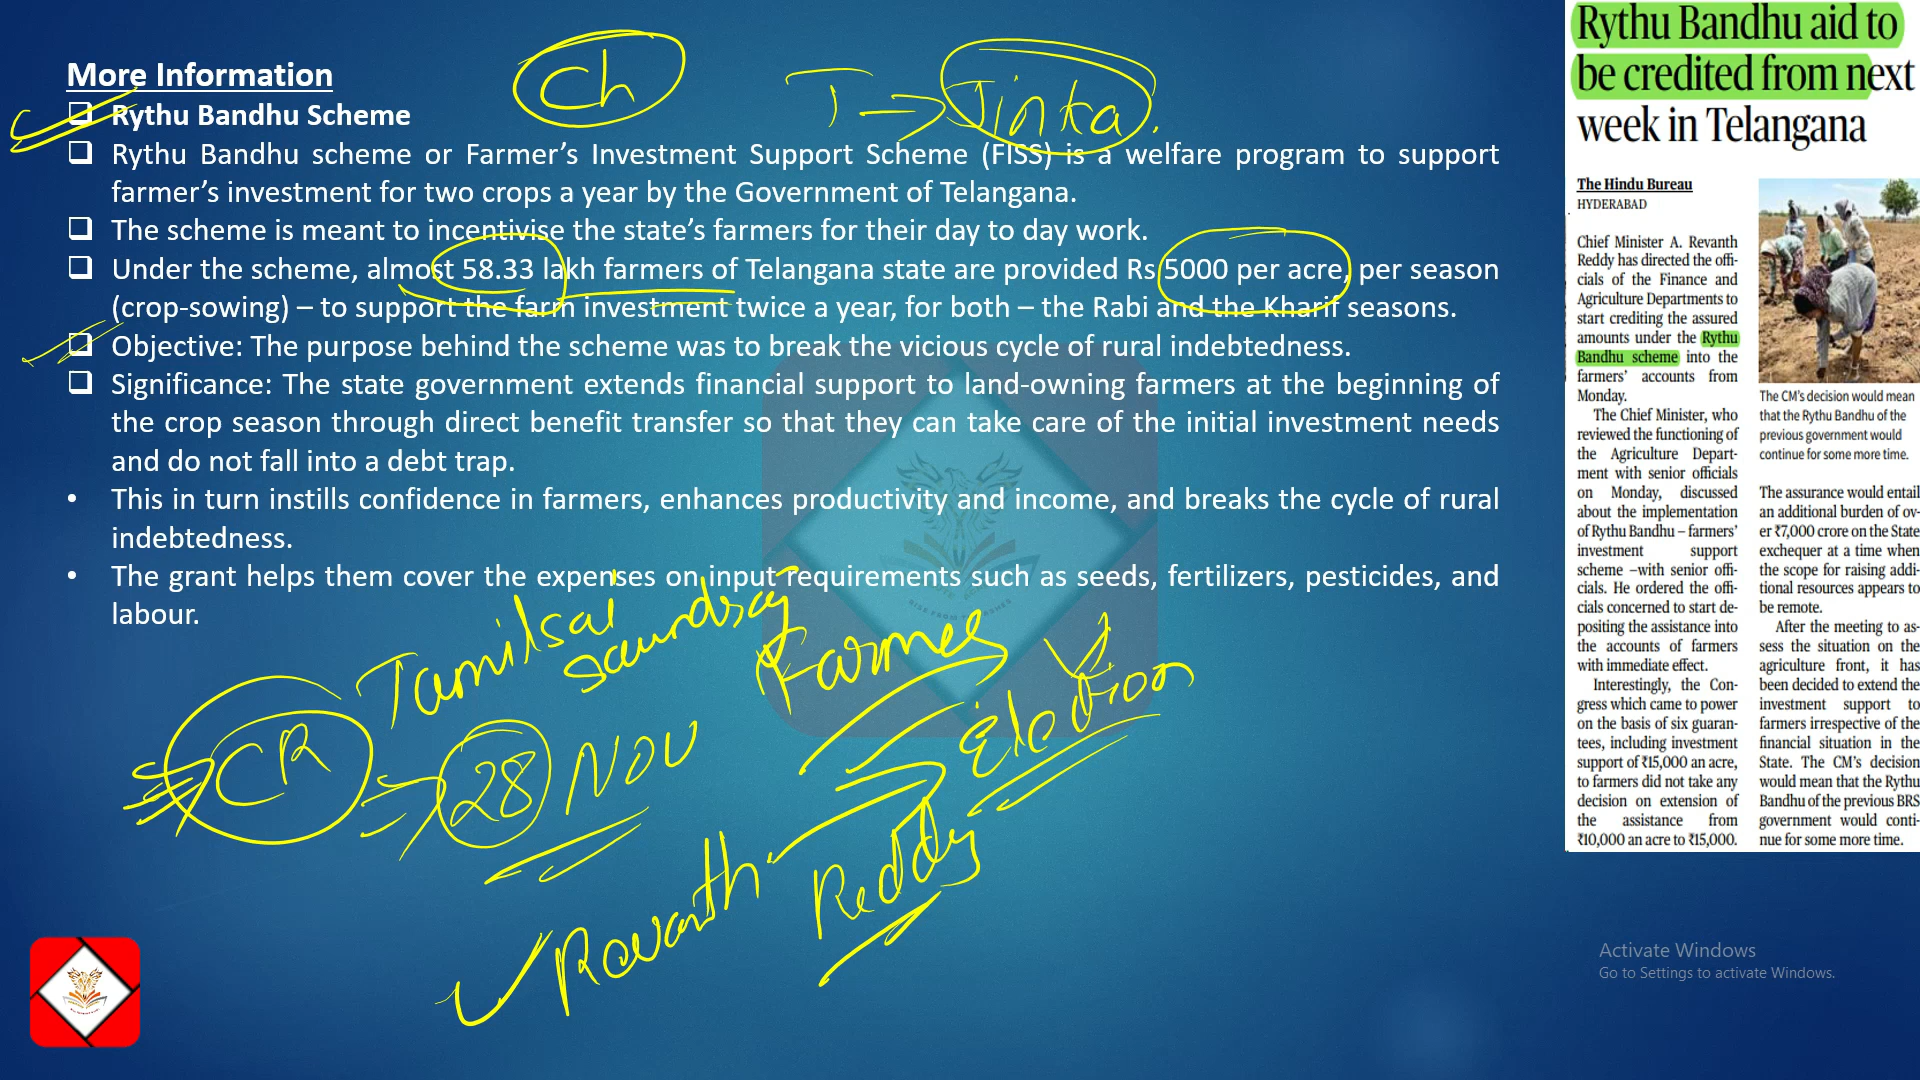 More Information
Rythu Bandhu Scheme
Rythu Bandhu scheme or Farmer’s Investment Support Scheme (FISS) is a welfare program to support
farmer’s investment for two crops a year by the Government of Telangana.
The scheme is meant to incentivise the state’s farmers for their day to day work.
Under the scheme, almost 58.33 lakh farmers of Telangana state are provided Rs 5000 per acre, per season
(crop-sowing) – to support the farm investment twice a year, for both – the Rabi and the Kharif seasons.
Objective: The purpose behind the scheme was to break the vicious cycle of rural indebtedness.
Significance: The state government extends financial support to land-owning farmers at the beginning of
the crop season through direct benefit transfer so that they can take care of the initial investment needs
and do not fall into a debt trap.
• This in turn instills confidence in farmers, enhances productivity and income, and breaks the cycle of rural
indebtedness.
• The grant helps them cover the expenses on input requirements such as seeds, fertilizers, pesticides, and
labour.
Ch
T → Jinka.
Tamilsai
Saundraj
Farmes
Election
CR
28 Nov
Revanth
Reddy
Rythu Bandhu aid to
be credited from next
week in Telangana
The Hindu Bureau
HYDERABAD
Chief Minister A. Revanth
Reddy has directed the offi-
cials of the Finance and
Agriculture Departments to
start crediting the assured
amounts under the Rythu
Bandhu scheme into the
farmers’ accounts from
Monday.
The Chief Minister, who
reviewed the functioning of
the Agriculture Depart-
ment with senior officials
on Monday, discussed
about the implementation
of Rythu Bandhu – farmers’
investment support
scheme –with senior offi-
cials. He ordered the offi-
cials concerned to start de-
positing the assistance into
the accounts of farmers
with immediate effect.
Interestingly, the Con-
gress which came to power
on the basis of six guaran-
tees, including investment
support of ₹15,000 an acre,
to farmers did not take any
decision on extension of
the assistance from
₹10,000 an acre to ₹15,000.
The CM’s decision would mean
that the Rythu Bandhu of the
previous government would
continue for some more time.
The assurance would entail
an additional burden of ov-
er ₹7,000 crore on the State
exchequer at a time when
the scope for raising addi-
tional resources appears to
be remote.
After the meeting to as-
sess the situation on the
agriculture front, it has
been decided to extend the
investment support to
farmers irrespective of the
financial situation in the
State. The CM’s decision
would mean that the Rythu
Bandhu of the previous BRS
government would conti-
nue for some more time.
Activate Windows
Go to Settings to activate Windows.